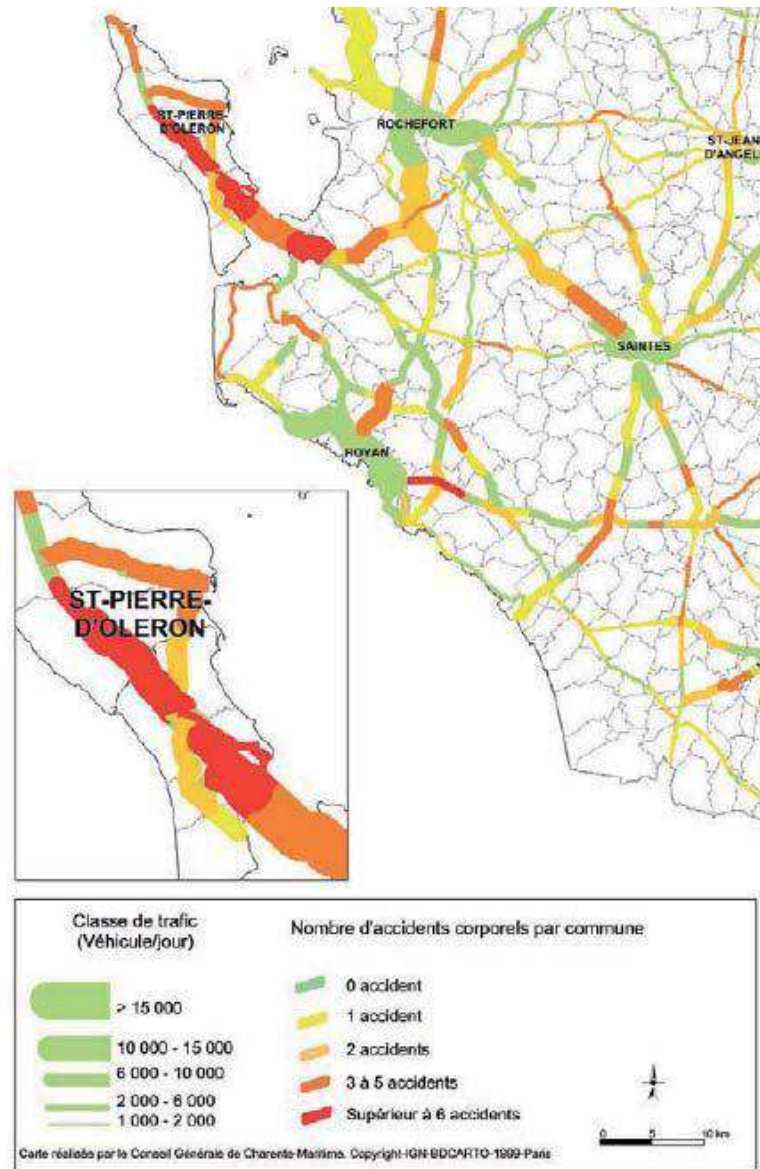 ROCHEFORT
ST-PIERRE-
D'OLERON
ST-JEAN
D'ANGEL
SAINTES
ROYAN
ST-PIERRE-
D'OLERON
Classe de trafic
(Véhicule/jour)
> 15 000
10 000 - 15 000
6 000 - 10 000
2 000 - 6 000
1 000 - 2 000
Nombre d'accidents corporels par commune
0 accident
1 accident
2 accidents
3 à 5 accidents
Supérieur à 6 accidents
0 5 10 km
Carte réalisée par le Conseil Générale de Charente-Maritime. Copyright IGN BDCARTO-1999-Paris